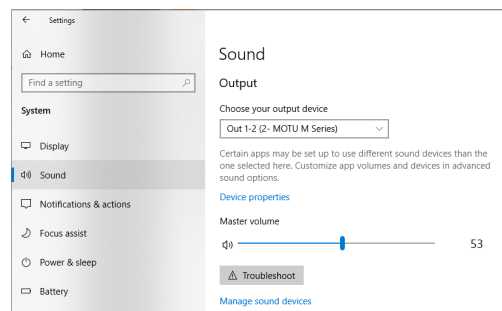 Settings
Home
Find a setting
System
Display
Sound
Notifications & actions
Focus assist
Power & sleep
Battery
Sound
Output
Choose your output device
Out 1-2 (2- MOTU M Series)
Certain apps may be set up to use different sound devices than the
one selected here. Customize app volumes and devices in advanced
sound options.
Device properties
Master volume
53
Troubleshoot
Manage sound devices